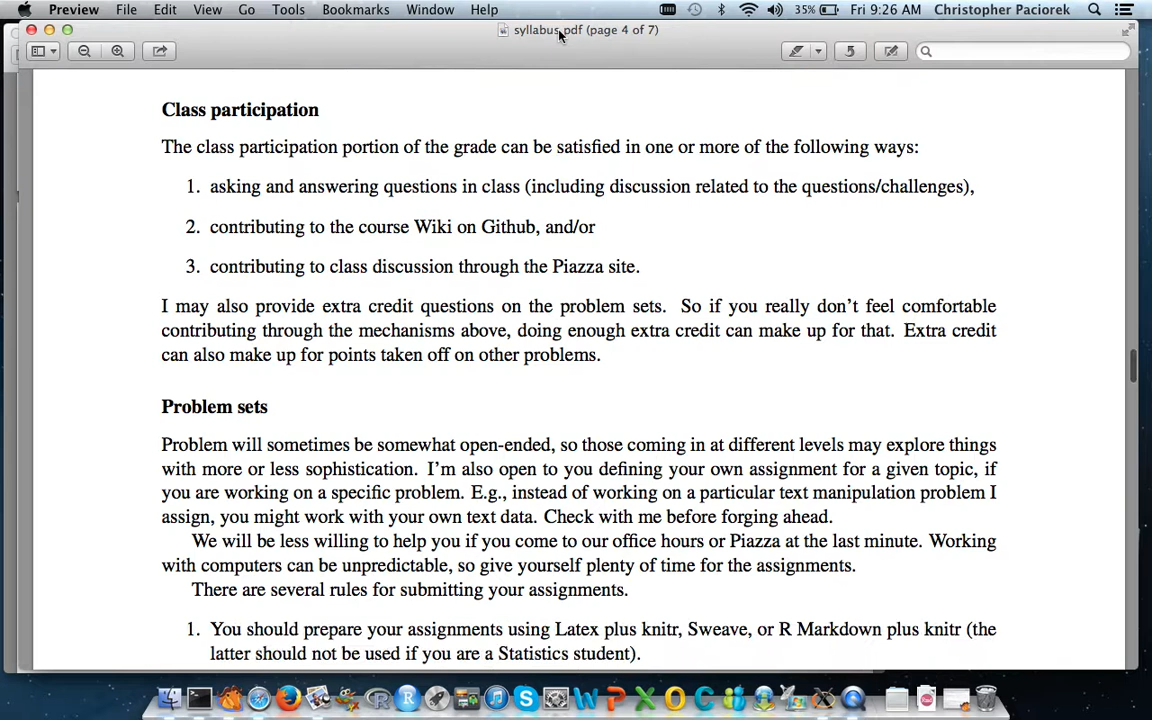 Preview File Edit View Go Tools Bookmarks Window Help 35% Fri 9:26 AM Christopher Paciorek
syllabus.pdf (page 4 of 7)
Class participation
The class participation portion of the grade can be satisfied in one or more of the following ways:
1. asking and answering questions in class (including discussion related to the questions/challenges),
2. contributing to the course Wiki on Github, and/or
3. contributing to class discussion through the Piazza site.
I may also provide extra credit questions on the problem sets. So if you really don't feel comfortable
contributing through the mechanisms above, doing enough extra credit can make up for that. Extra credit
can also make up for points taken off on other problems.
Problem sets
Problem will sometimes be somewhat open-ended, so those coming in at different levels may explore things
with more or less sophistication. I'm also open to you defining your own assignment for a given topic, if
you are working on a specific problem. E.g., instead of working on a particular text manipulation problem I
assign, you might work with your own text data. Check with me before forging ahead.
We will be less willing to help you if you come to our office hours or Piazza at the last minute. Working
with computers can be unpredictable, so give yourself plenty of time for the assignments.
There are several rules for submitting your assignments.
1. You should prepare your assignments using Latex plus knitr, Sweave, or R Markdown plus knitr (the
latter should not be used if you are a Statistics student).